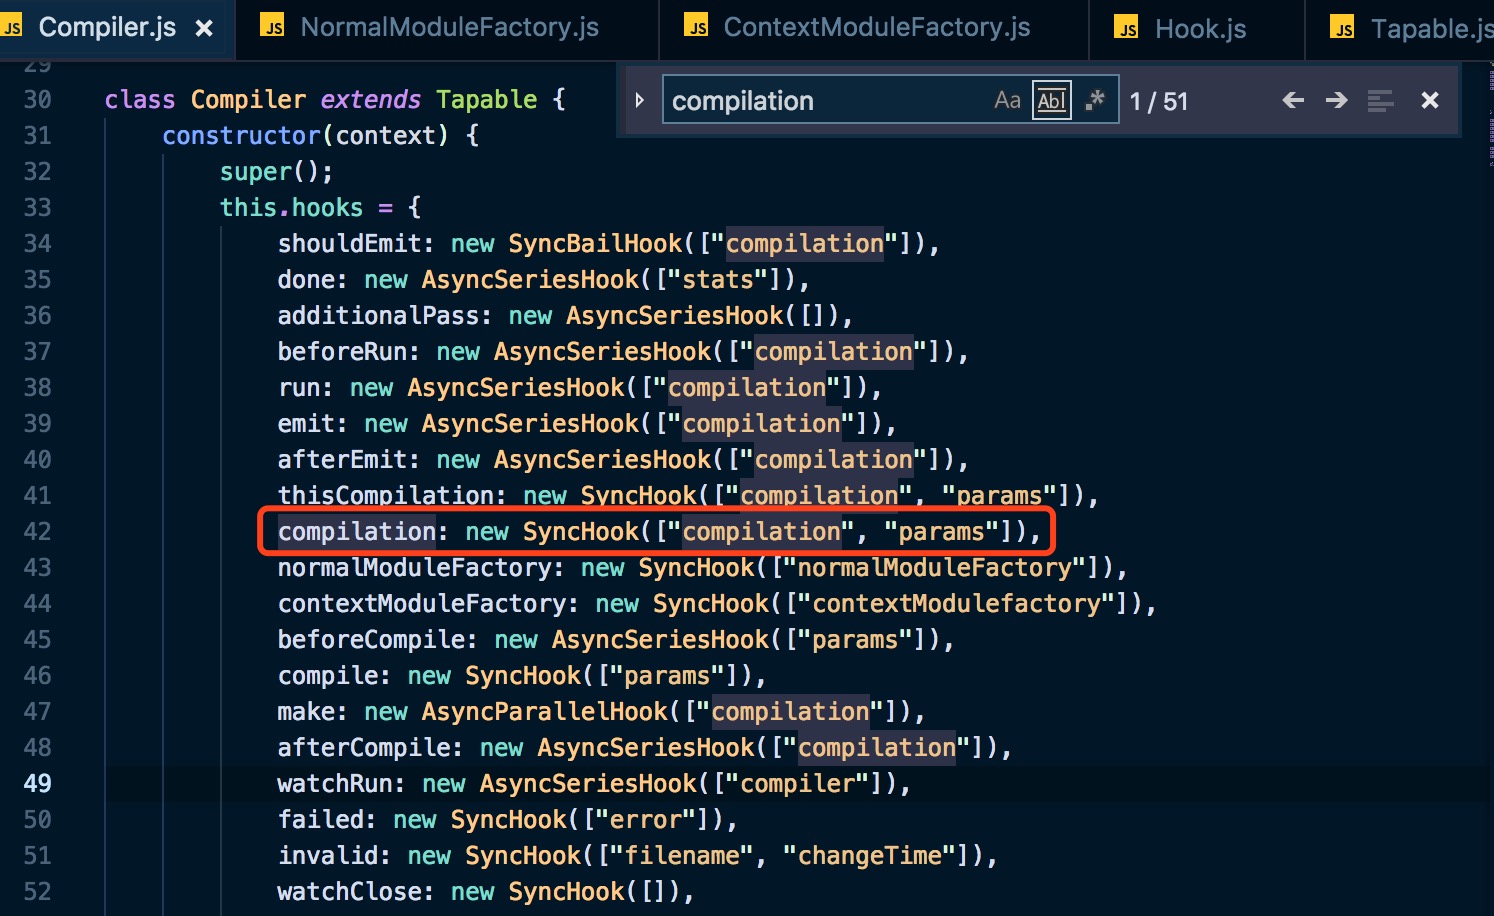 JS Compiler.js × JS NormalModuleFactory.js JS ContextModuleFactory.js JS Hook.js JS Tapable.js
29
compilation Aa Abl .* 1 / 51
30 class Compiler extends Tapable {
31 constructor(context) {
32 super();
33 this.hooks = {
34 shouldEmit: new SyncBailHook(["compilation"]),
35 done: new AsyncSeriesHook(["stats"]),
36 additionalPass: new AsyncSeriesHook([]),
37 beforeRun: new AsyncSeriesHook(["compilation"]),
38 run: new AsyncSeriesHook(["compilation"]),
39 emit: new AsyncSeriesHook(["compilation"]),
40 afterEmit: new AsyncSeriesHook(["compilation"]),
41 thisCompilation: new SyncHook(["compilation", "params"]),
42 compilation: new SyncHook(["compilation", "params"]),
43 normalModuleFactory: new SyncHook(["normalModuleFactory"]),
44 contextModuleFactory: new SyncHook(["contextModulefactory"]),
45 beforeCompile: new AsyncSeriesHook(["params"]),
46 compile: new SyncHook(["params"]),
47 make: new AsyncParallelHook(["compilation"]),
48 afterCompile: new AsyncSeriesHook(["compilation"]),
49 watchRun: new AsyncSeriesHook(["compiler"]),
50 failed: new SyncHook(["error"]),
51 invalid: new SyncHook(["filename", "changeTime"]),
52 watchClose: new SyncHook([]),